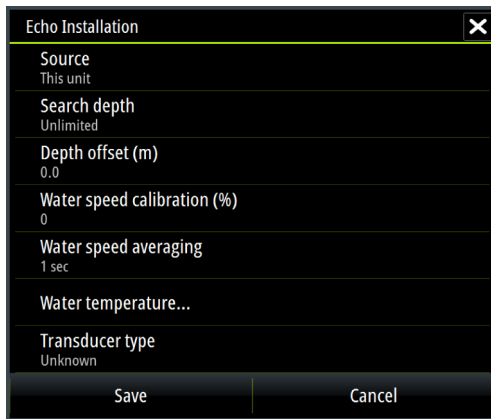 Echo Installation
Source
This unit
Search depth
Unlimited
Depth offset (m)
0.0
Water speed calibration (%)
0
Water speed averaging
1 sec
Water temperature...
Transducer type
Unknown
Save Cancel